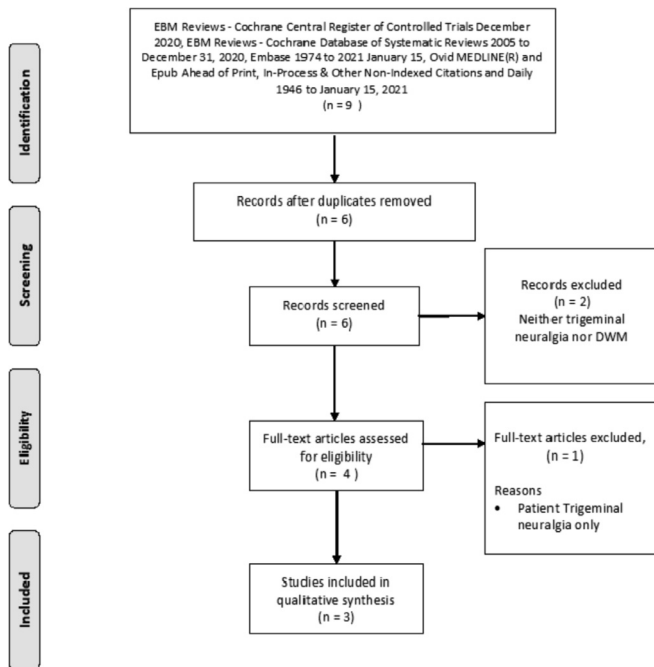 EBM Reviews - Cochrane Central Register of Controlled Trials December
2020, EBM Reviews - Cochrane Database of Systematic Reviews 2005 to
December 31, 2020, Embase 1974 to 2021 January 15, Ovid MEDLINE(R) and
Epub Ahead of Print, In-Process & Other Non-Indexed Citations and Daily
1946 to January 15, 2021
(n = 9 )
Identification
Records after duplicates removed
(n = 6)
Screening
Records screened
(n = 6)
Records excluded
(n = 2)
Neither trigeminal
neuralgia nor DWM
Eligibility
Full-text articles assessed
for eligibility
(n = 4 )
Full-text articles excluded,
(n = 1)
Reasons
• Patient Trigeminal
neuralgia only
Included
Studies included in
qualitative synthesis
(n = 3)